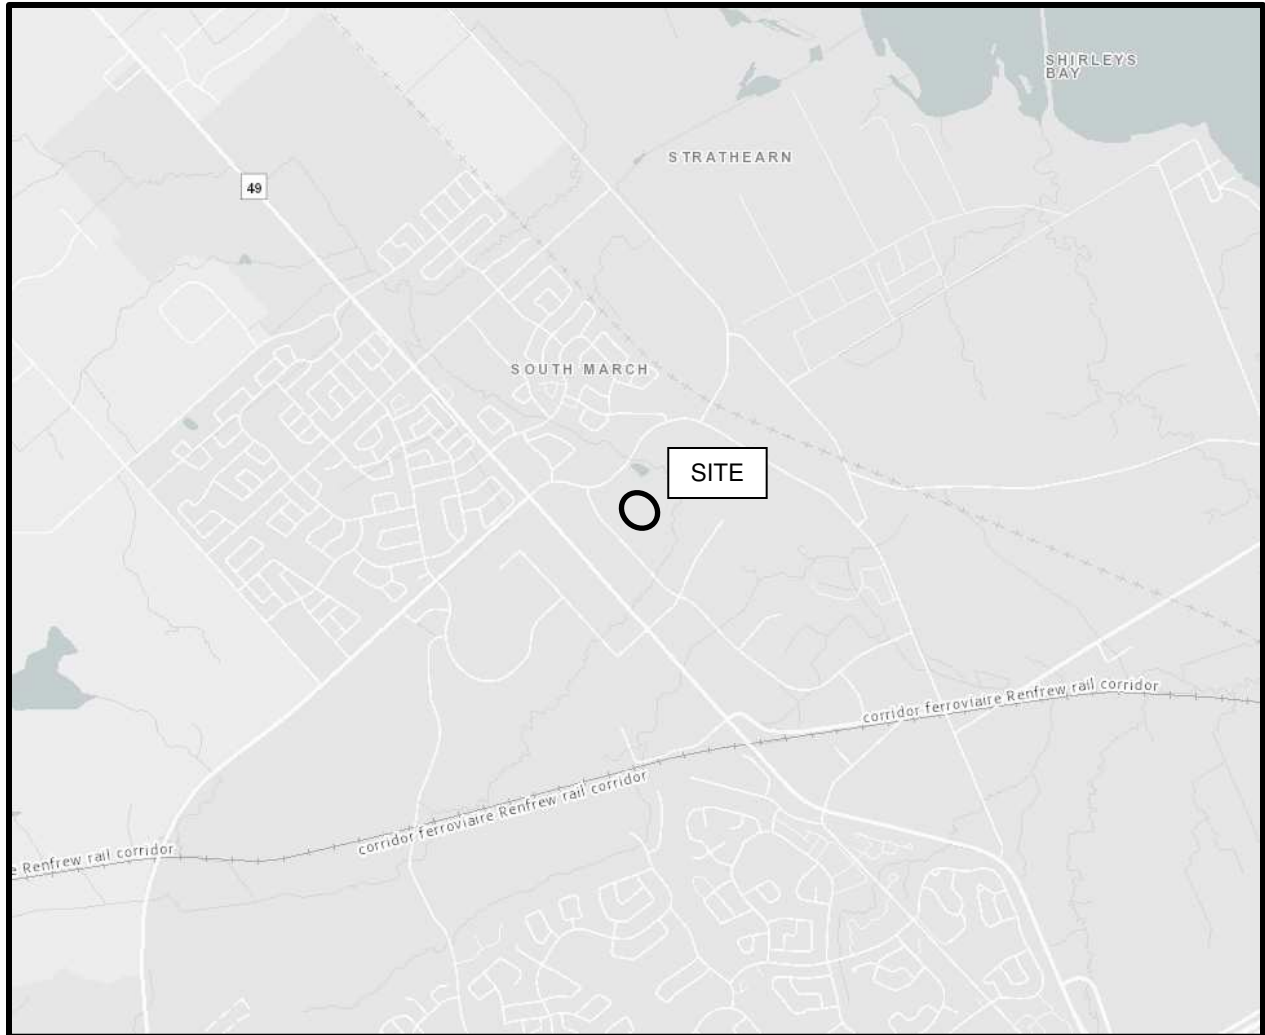 SHIRLEYS
BAY
STRATHEARN
49
SOUTH MARCH
SITE
corridor ferroviaire Renfrew rail corridor
corridor ferroviaire Renfrew rail corridor
e Renfrew rail corridor